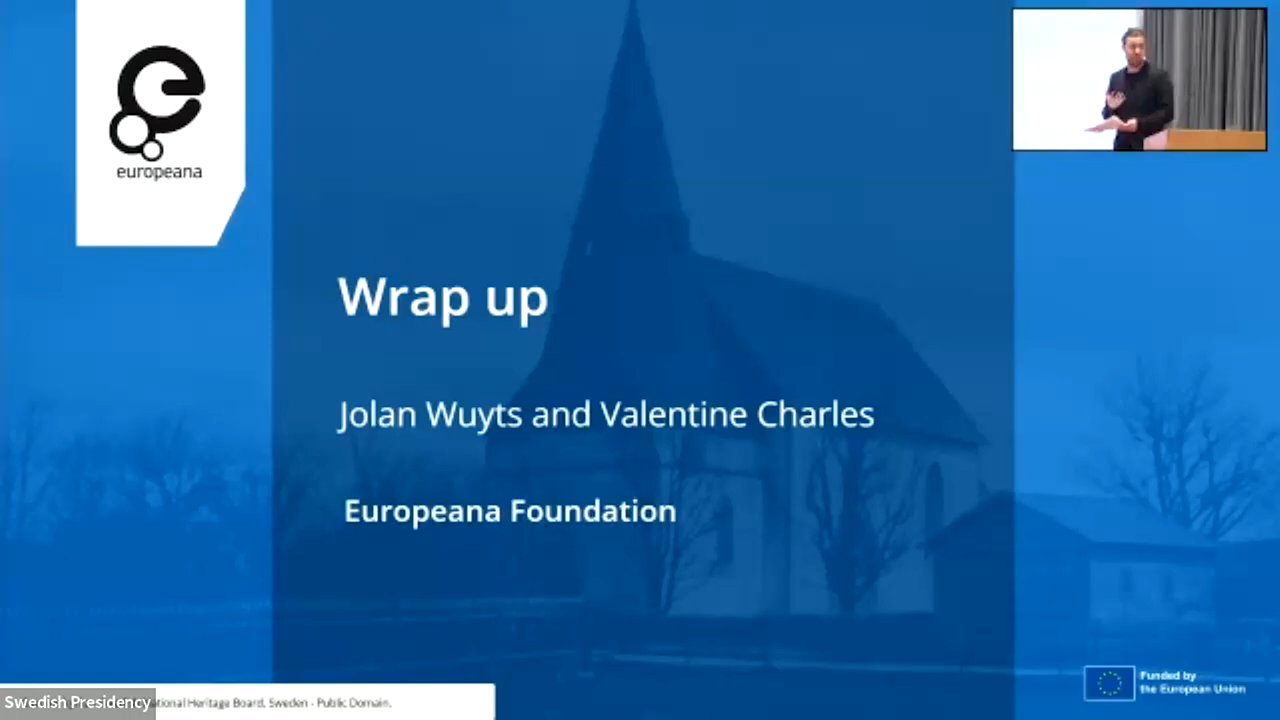 europeana
Wrap up
Jolan Wuyts and Valentine Charles
Europeana Foundation
Funded by
the European Union
Swedish Presidency
Heritage Board, Sweden - Public Domain.